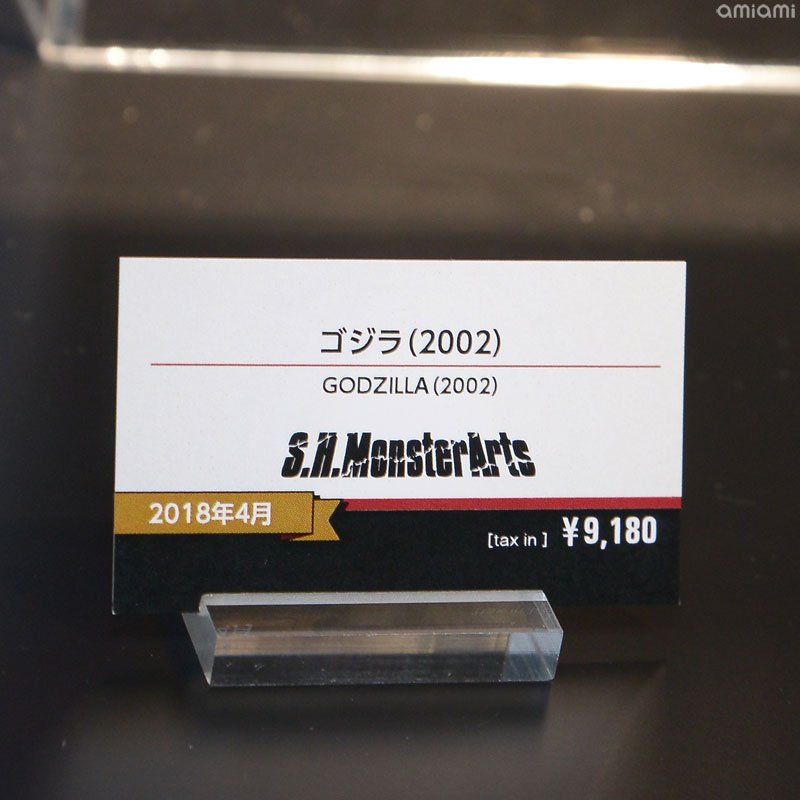 amiami
ゴジラ(2002)
GODZILLA(2002)
S.H.MonsterArts
2018年4月
[tax in] ¥9,180